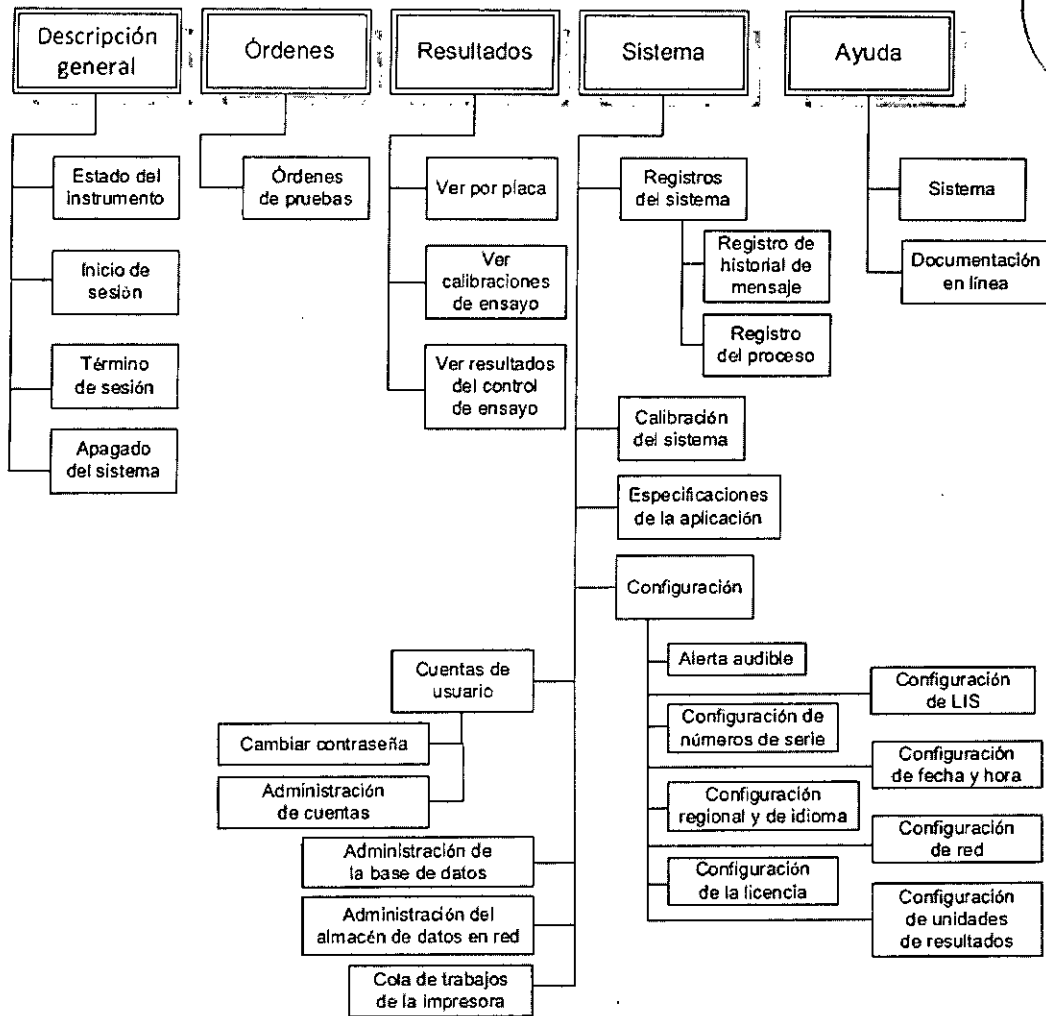 Descripción
general
Órdenes
Resultados
Sistema
Ayuda
Estado del
instrumento
Inicio de
sesión
Término
de sesión
Apagado
del sistema
Órdenes
de pruebas
Ver por placa
Ver
calibraciones
de ensayo
Ver resultados
del control
de ensayo
Registros
del sistema
Registro de
historial de
mensaje
Registro
del proceso
Calibración
del sistema
Especificaciones
de la aplicación
Configuración
Alerta audible
Configuración
de LIS
Configuración de
números de serie
Configuración
de fecha y hora
Configuración
regional y de idioma
Configuración
de red
Configuración
de la licencia
Configuración
de unidades
de resultados
Cuentas de
usuario
Cambiar contraseña
Administración
de cuentas
Administración de
la base de datos
Administración del
almacén de datos en red
Cola de trabajos
de la impresora
Sistema
Documentación
en línea